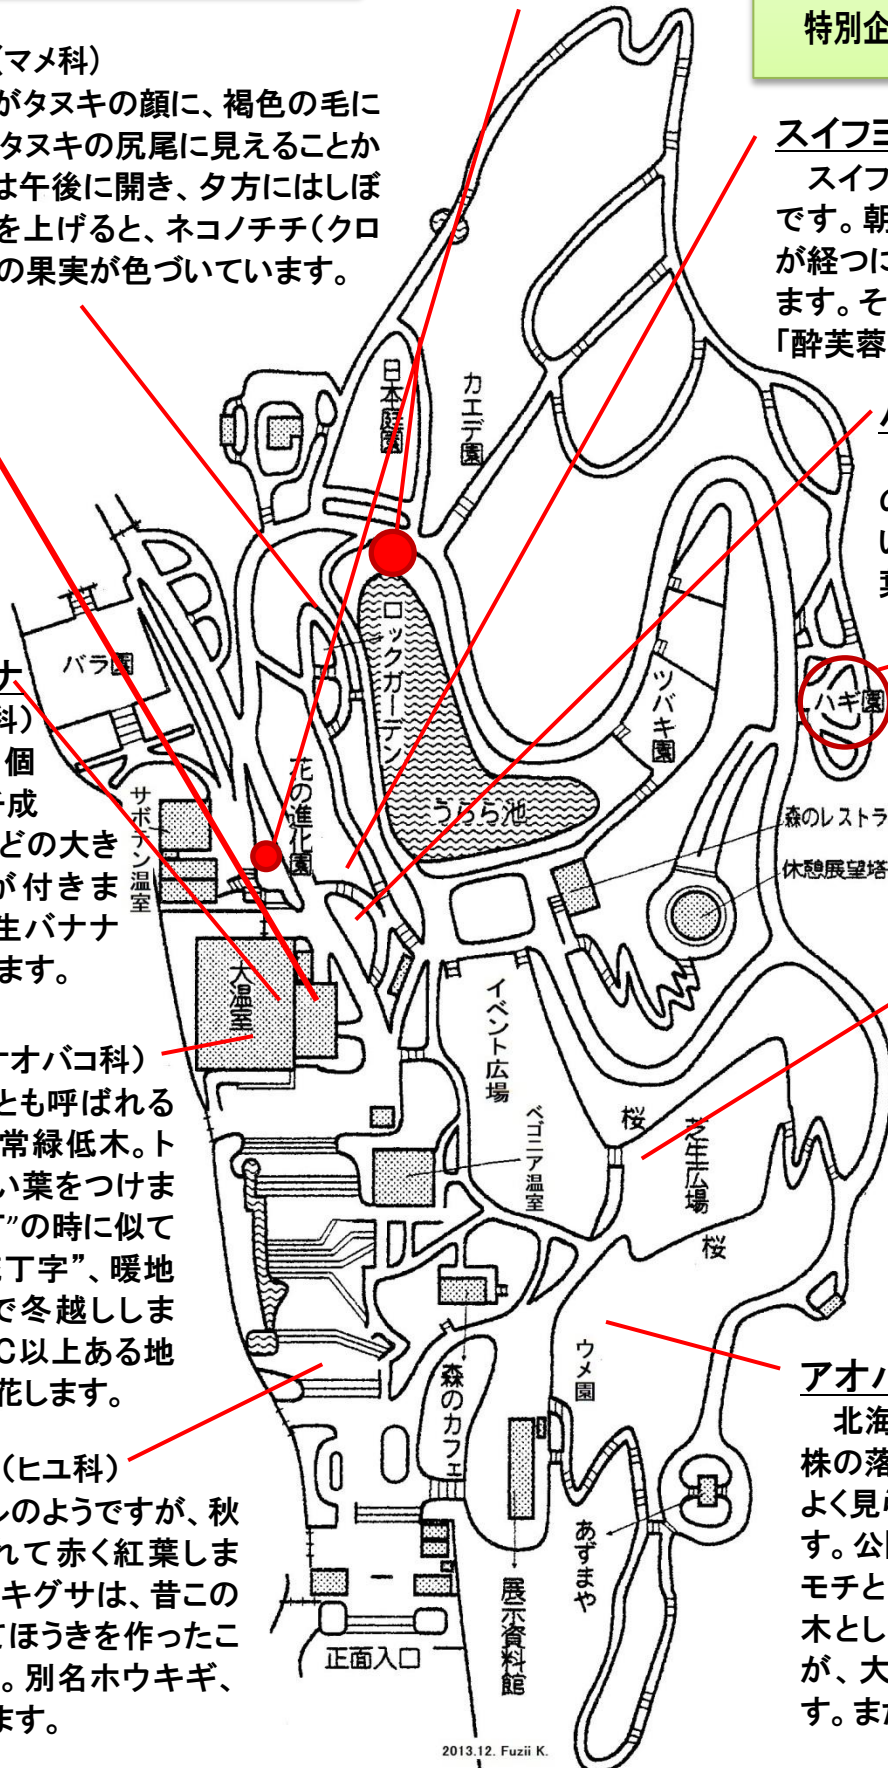 特別企
(マメ科)
がタヌキの顔に、褐色の毛に
タヌキの尻尾に見えることか
は午後に開き、夕方にはしぼ
を上げると、ネコノチチ(クロ
の果実が色づいています。
スイフヨ
スイフ
です。朝
が経つに
ます。そ
「酔芙蓉
日本庭園
カエデ園
の
い
葉
バラ園
ロックガーデン
ツバキ園
ハギ園
ナ
科)
個
成
どの大き
が付きま
生バナナ
ます。
サボテン温室
花の進化園
うらら池
森のレストラ
休憩展望塔
大温室
イベント広場
ベゴニア温室
桜
芝生広場
桜
オオバコ科)
とも呼ばれる
常緑低木。ト
い葉をつけま
”の時に似て
丁字”、暖地
で冬越ししま
℃以上ある地
花します。
ウメ園
森のカフェ
アオハ
北海
株の落
よく見ら
す。公園
モチと
木とし
が、大
す。また
(ヒユ科)
ルのようですが、秋
れて赤く紅葉しま
キグサは、昔この
てほうきを作ったこ
。別名ホウキギ、
ます。
あずまや
展示資料館
正面入口
2013.12. Fuzii K.